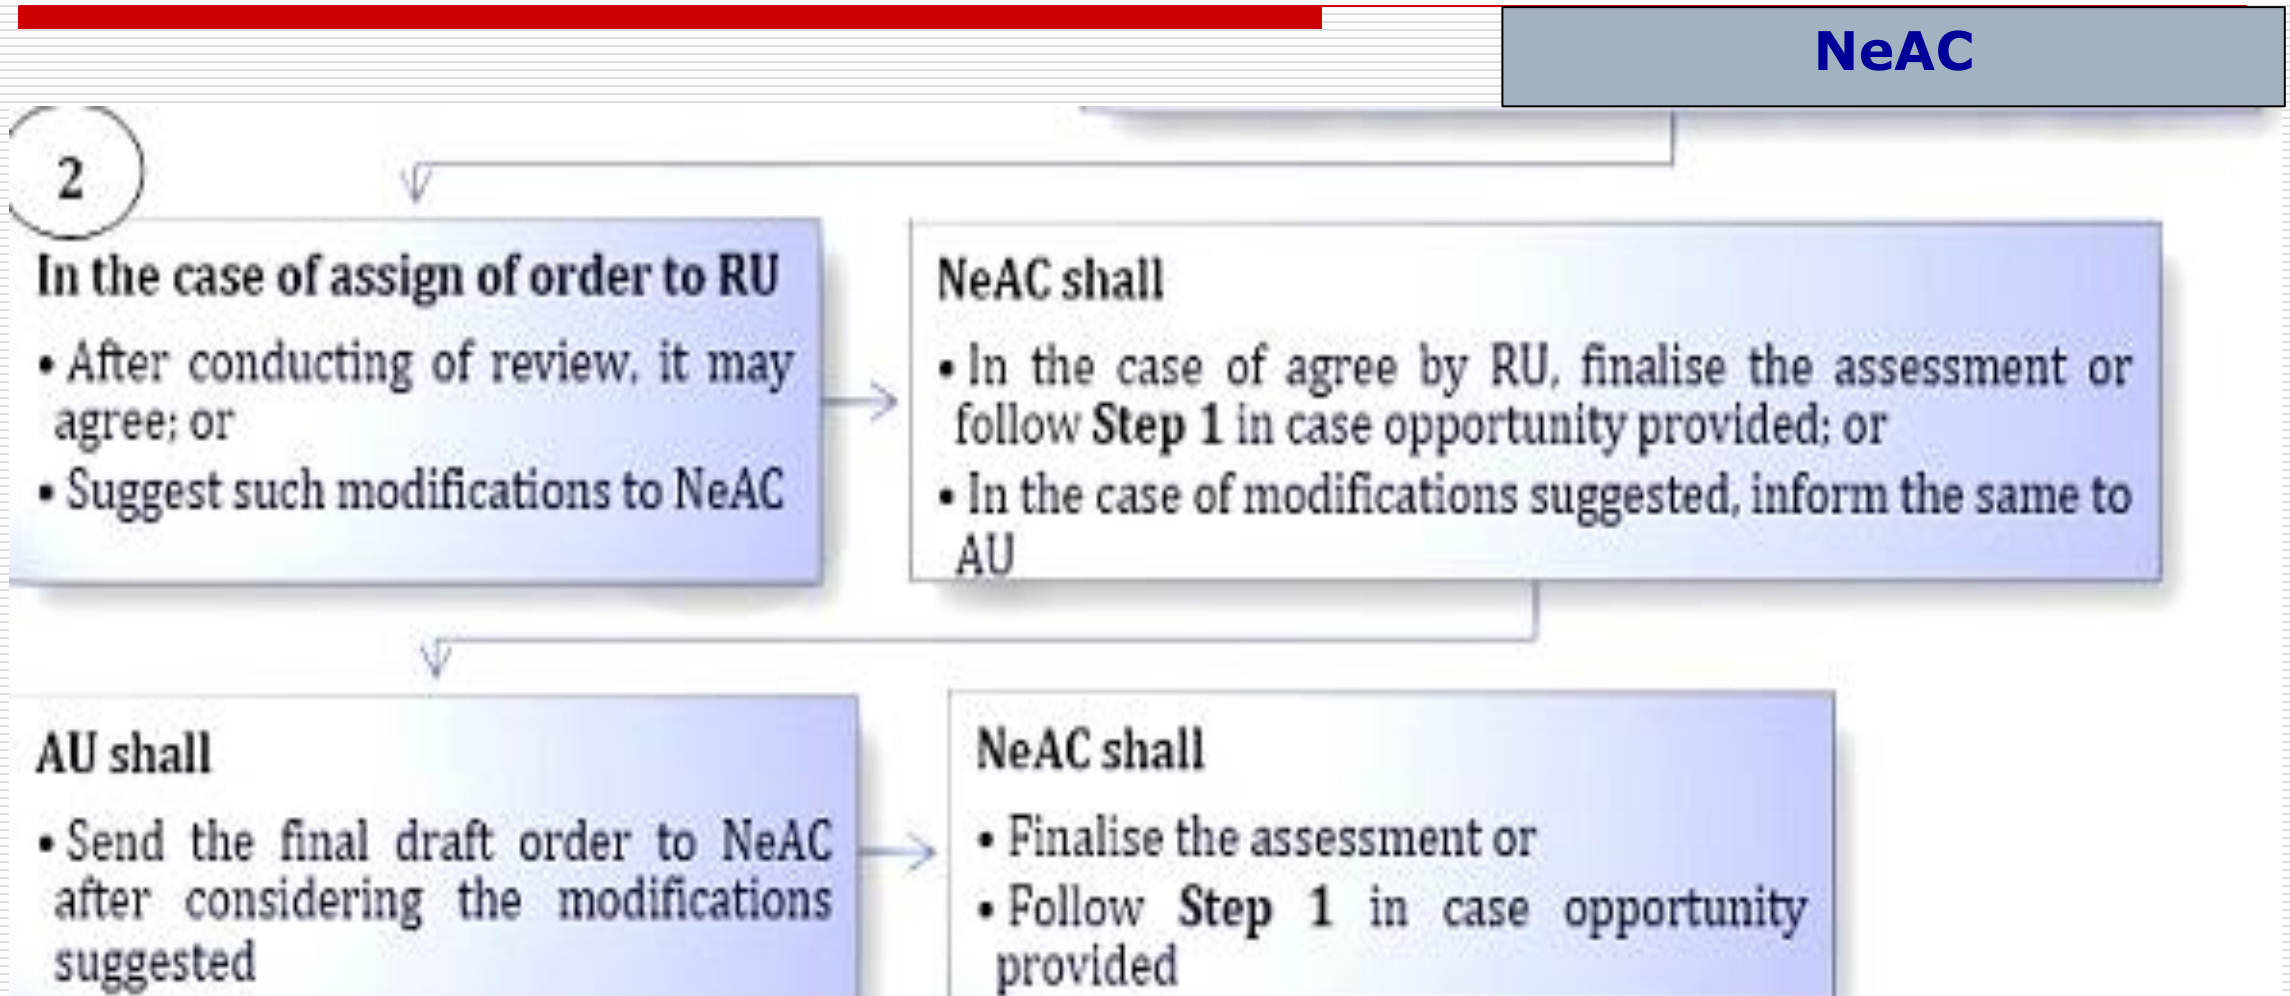 NeAC
2
In the case of assign of order to RU
• After conducting of review, it may
agree; or
• Suggest such modifications to NeAC
NeAC shall
• In the case of agree by RU, finalise the assessment or
follow Step 1 in case opportunity provided; or
• In the case of modifications suggested, inform the same to
AU
AU shall
• Send the final draft order to NeAC
after considering the modifications
suggested
NeAC shall
• Finalise the assessment or
• Follow Step 1 in case opportunity
provided